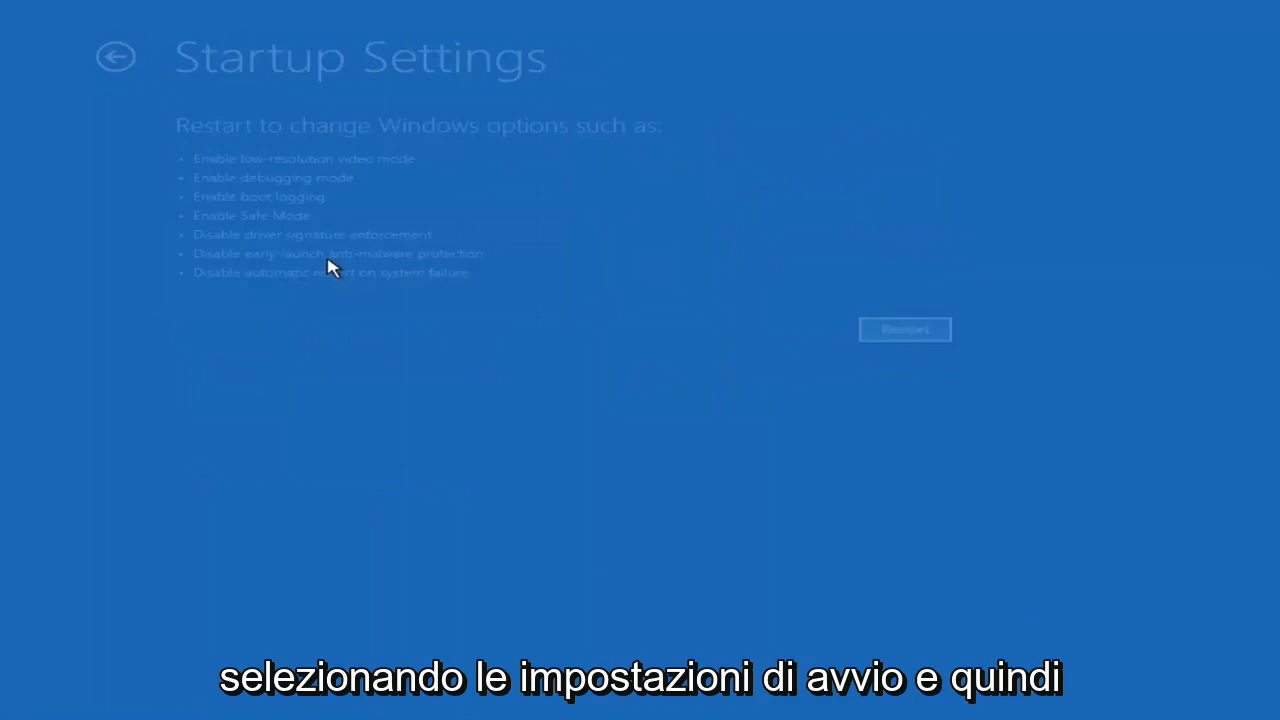 Startup Settings
Restart to change Windows options such as:
• Enable low-resolution video mode
• Enable debugging mode
• Enable boot logging
• Enable Safe Mode
• Disable driver signature enforcement
• Disable early-launch anti-malware protection
• Disable automatic restart on system failure
Restart
selezionando le impostazioni di avvio e quindi